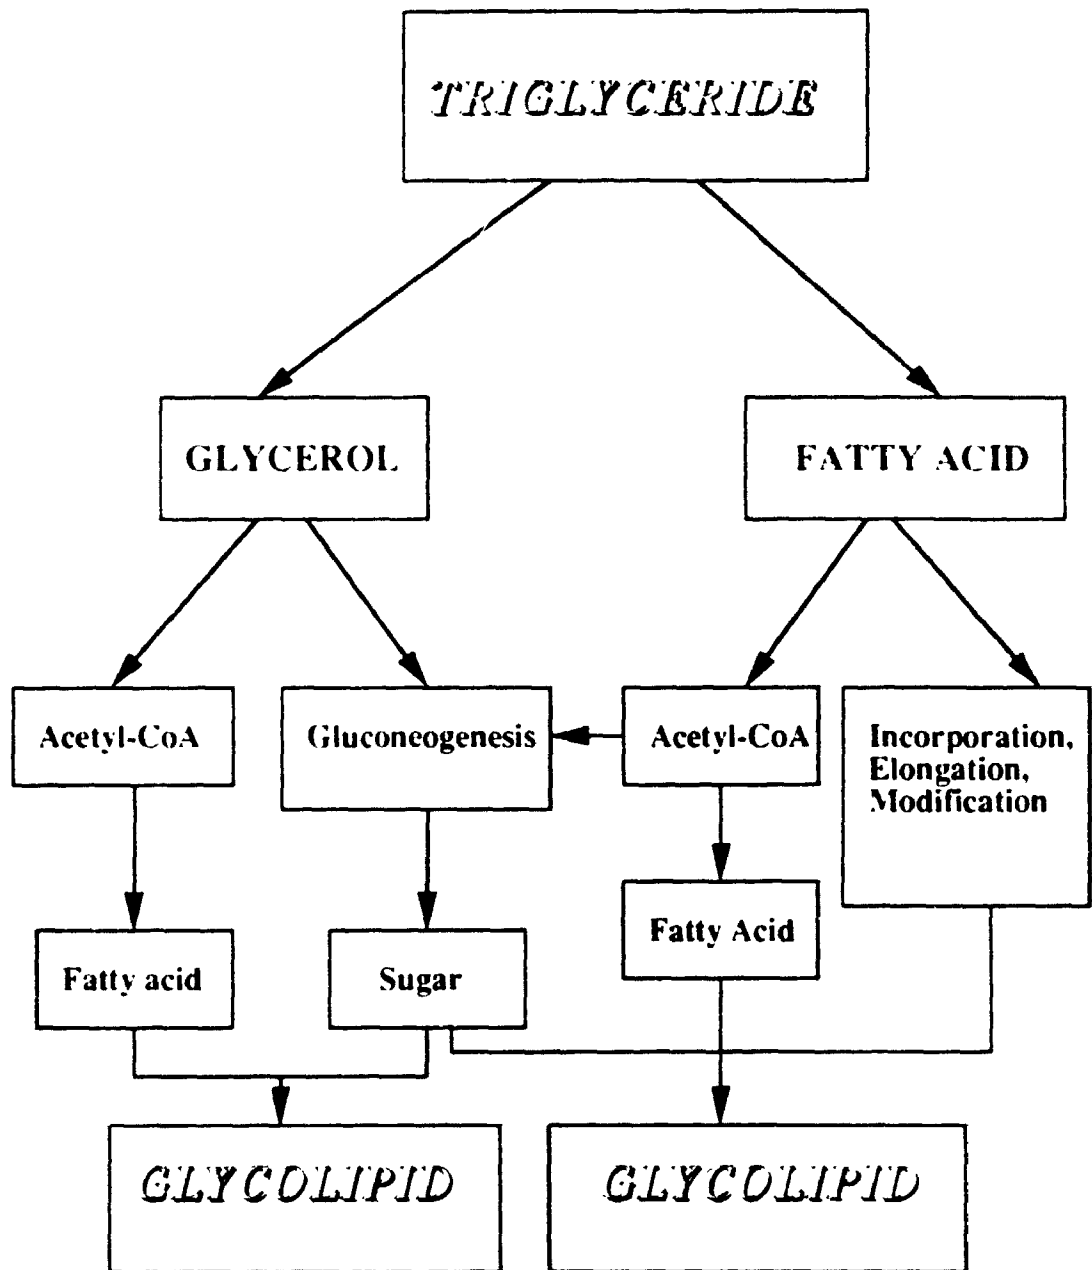 TRIGLYCERIDE
GLYCEROL
FATTY ACID
Acetyl-CoA
Gluconeogenesis
Acetyl-CoA
Incorporation,
Elongation,
Modification
Fatty acid
Sugar
Fatty Acid
GLYCOLIPID
GLYCOLIPID